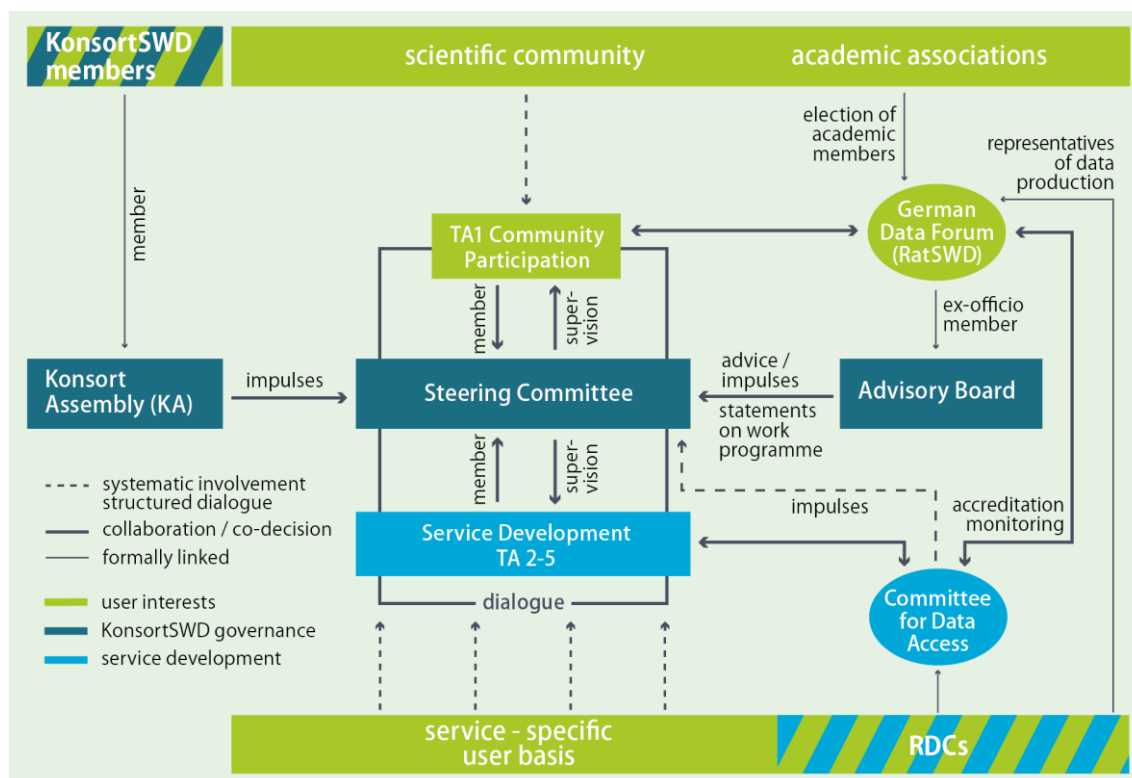 KonsortSWD
members
scientific community
academic associations
election of
academic
members
representatives
of data
production
member
TA1 Community
Participation
German
Data Forum
(RatSWD)
member
super-
vision
ex-officio
member
Konsort
Assembly (KA)
impulses
Steering Committee
advice /
impulses
statements
on work
programme
Advisory Board
member
super-
vision
systematic involvement
structured dialogue
collaboration / co-decision
formally linked
user interests
KonsortSWD governance
service development
Service Development
TA 2-5
dialogue
impulses
accreditation
monitoring
Committee
for Data
Access
service - specific
user basis
RDCs